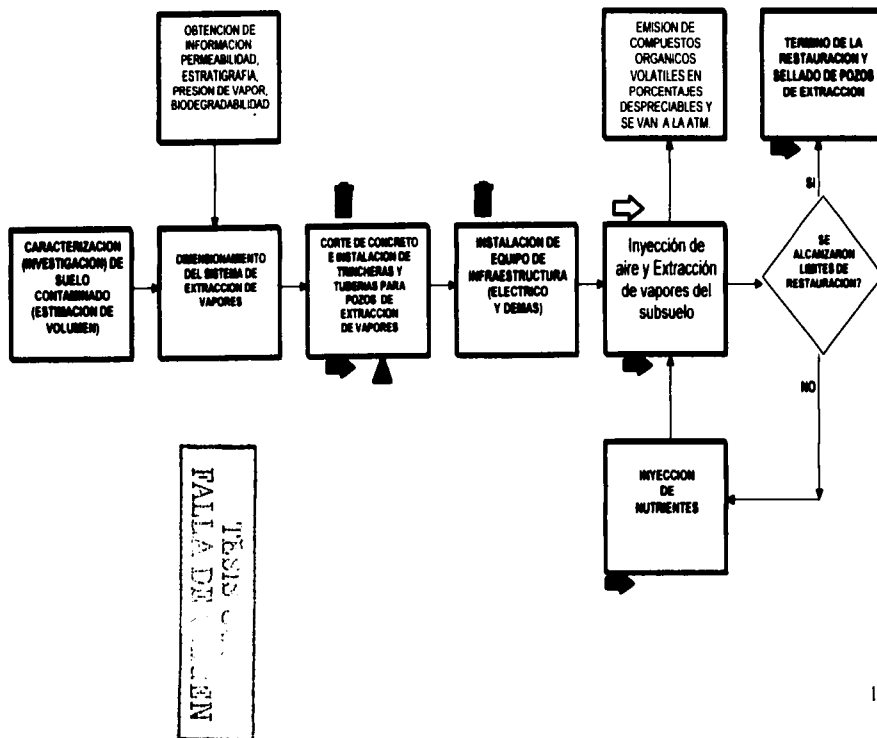 OBTENCION DE
INFORMACION
PERMEABILIDAD,
ESTRATIGRAFIA,
PRESION DE VAPOR,
BIODEGRADABILIDAD
EMISION DE
COMPUESTOS
ORGANICOS
VOLATILES EN
PORCENTAJES
DESPRECIABLES Y
SE VAN A LA ATM.
TERMINO DE LA
RESTAURACION Y
SELLADO DE POZOS
DE EXTRACCION
SI
CARACTERIZACION
(INVESTIGACION) DE
SUELO
CONTAMINADO
(ESTIMACION DE
VOLUMEN)
DIMENSIONAMIENTO
DEL SISTEMA DE
EXTRACCION DE
VAPORES
CORTE DE CONCRETO
E INSTALACION DE
TRINCHERAS Y
TUBERIAS PARA
POZOS DE
EXTRACCION
DE VAPORES
INSTALACION DE
EQUIPO DE
INFRAESTRUCTURA
(ELECTRICO
Y DEMAS)
Inyección de
aire y Extracción
de vapores del
subsuelo
SE
ALCANZARON
LIMITES DE
RESTAURACION?
NO
INYECCION
DE
NUTRIENTES
TESIS
FALLA DE
1